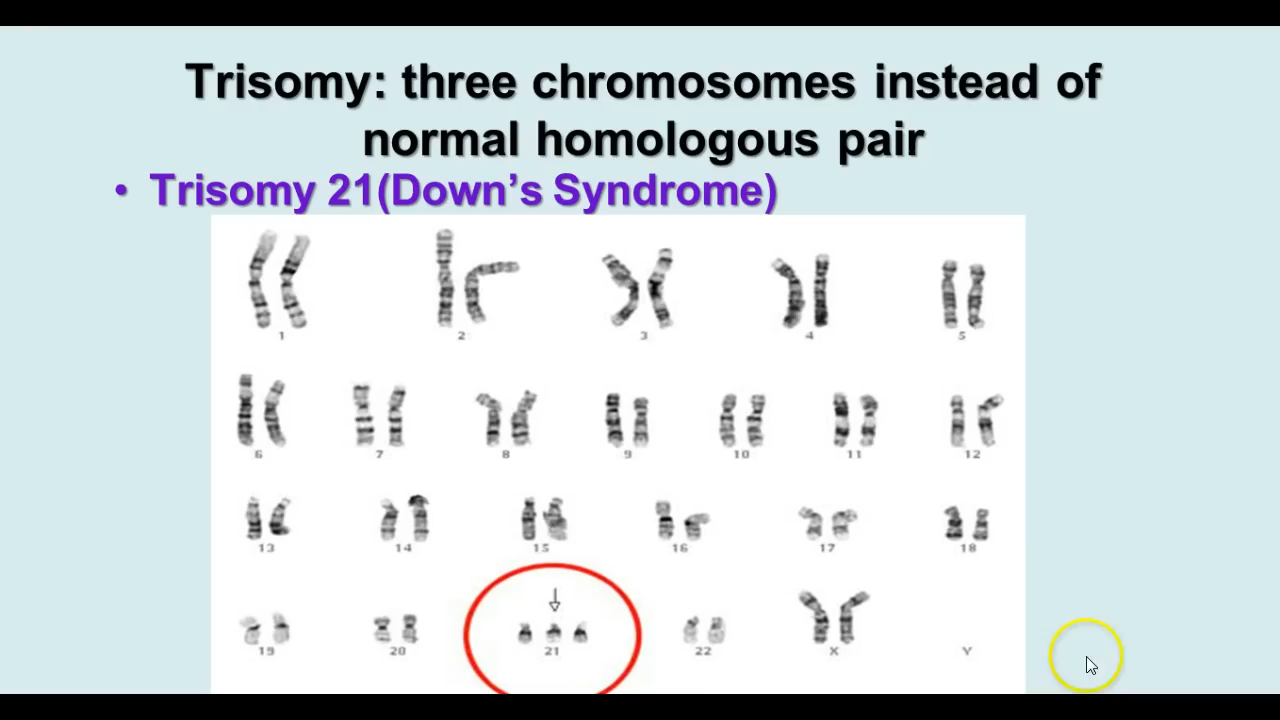 Trisomy: three chromosomes instead of
normal homologous pair
• Trisomy 21(Down’s Syndrome)
1 2 3 4 5
6 7 8 9 10 11 12
13 14 15 16 17 18
19 20 21 22 X Y